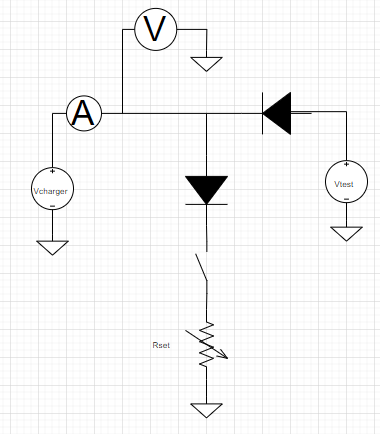 V
A
+
Vcharger
−
+
Vtest
−
Rset